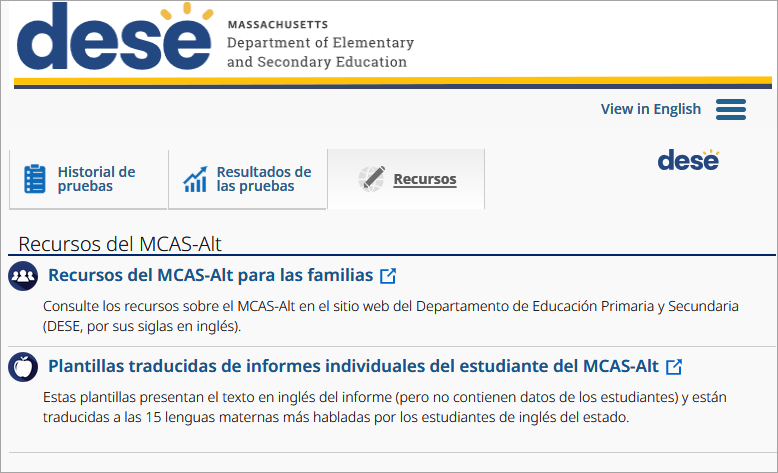 dese
MASSACHUSETTS
Department of Elementary
and Secondary Education
View in English
Historial de
pruebas
Resultados de
las pruebas
Recursos
dese
Recursos del MCAS-Alt
Recursos del MCAS-Alt para las familias
Consulte los recursos sobre el MCAS-Alt en el sitio web del Departamento de Educación Primaria y Secundaria
(DESE, por sus siglas en inglés).
Plantillas traducidas de informes individuales del estudiante del MCAS-Alt
Estas plantillas presentan el texto en inglés del informe (pero no contienen datos de los estudiantes) y están
traducidas a las 15 lenguas maternas más habladas por los estudiantes de inglés del estado.